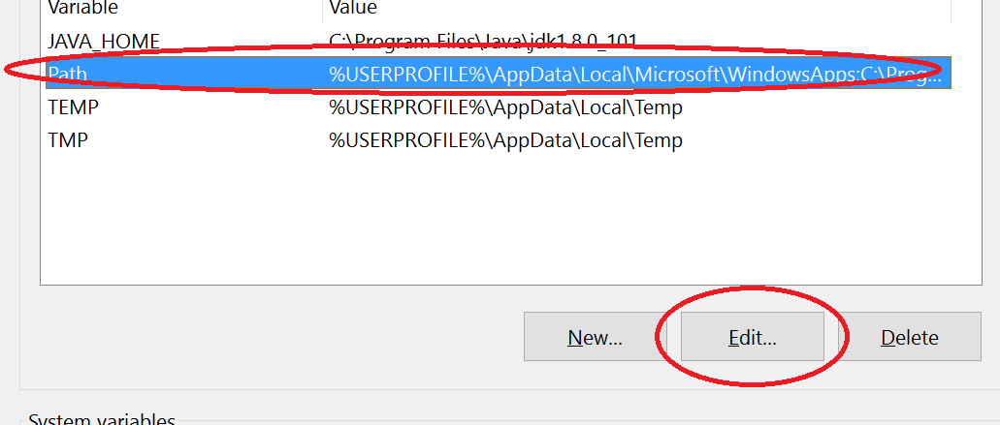 Variable Value
JAVA_HOME C:\Program Files\Java\jdk1.8.0_101
Path %USERPROFILE%\AppData\Local\Microsoft\WindowsApps;C:\Prog...
TEMP %USERPROFILE%\AppData\Local\Temp
TMP %USERPROFILE%\AppData\Local\Temp
New... Edit... Delete
System variables